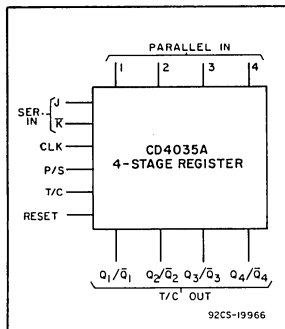 PARALLEL IN
1 2 3 4
SER. IN
J
K̅
CLK
P/S
T/C
RESET
CD4035A
4-STAGE REGISTER
Q1/Q̅1 Q2/Q̅2 Q3/Q̅3 Q4/Q̅4
T/C OUT
92CS-19966